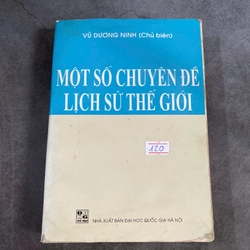 VŨ DƯƠNG NINH (Chủ biên)
MỘT SỐ CHUYÊN ĐỀ
LỊCH SỬ THẾ GIỚI
120
NHÀ XUẤT BẢN ĐẠI HỌC QUỐC GIA HÀ NỘI